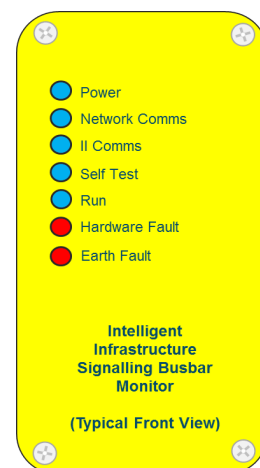 Power
Network Comms
II Comms
Self Test
Run
Hardware Fault
Earth Fault
Intelligent
Infrastructure
Signalling Busbar
Monitor
(Typical Front View)